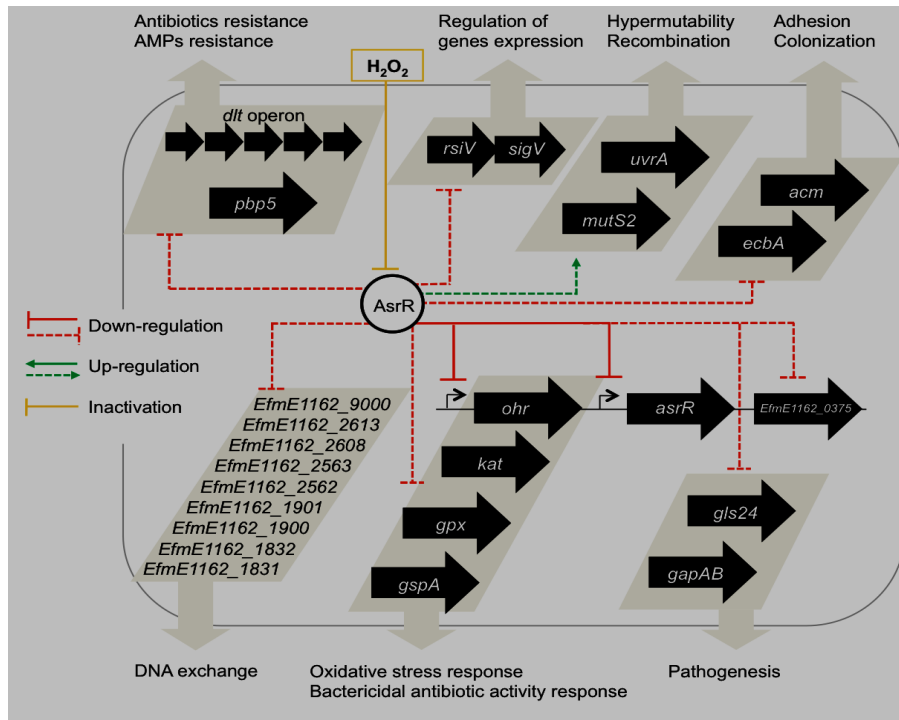 Antibiotics resistance
AMPs resistance
Regulation of
genes expression
Hypermutability
Recombination
Adhesion
Colonization
H₂O₂
dlt operon
pbp5
rsiV
sigV
uvrA
mutS2
acm
ecbA
AsrR
Down-regulation
Up-regulation
Inactivation
EfmE1162_9000
EfmE1162_2613
EfmE1162_2608
EfmE1162_2563
EfmE1162_2562
EfmE1162_1901
EfmE1162_1900
EfmE1162_1832
EfmE1162_1831
ohr
asrR
EfmE1162_0375
kat
gpx
gspA
gls24
gapAB
DNA exchange
Oxidative stress response
Bactericidal antibiotic activity response
Pathogenesis